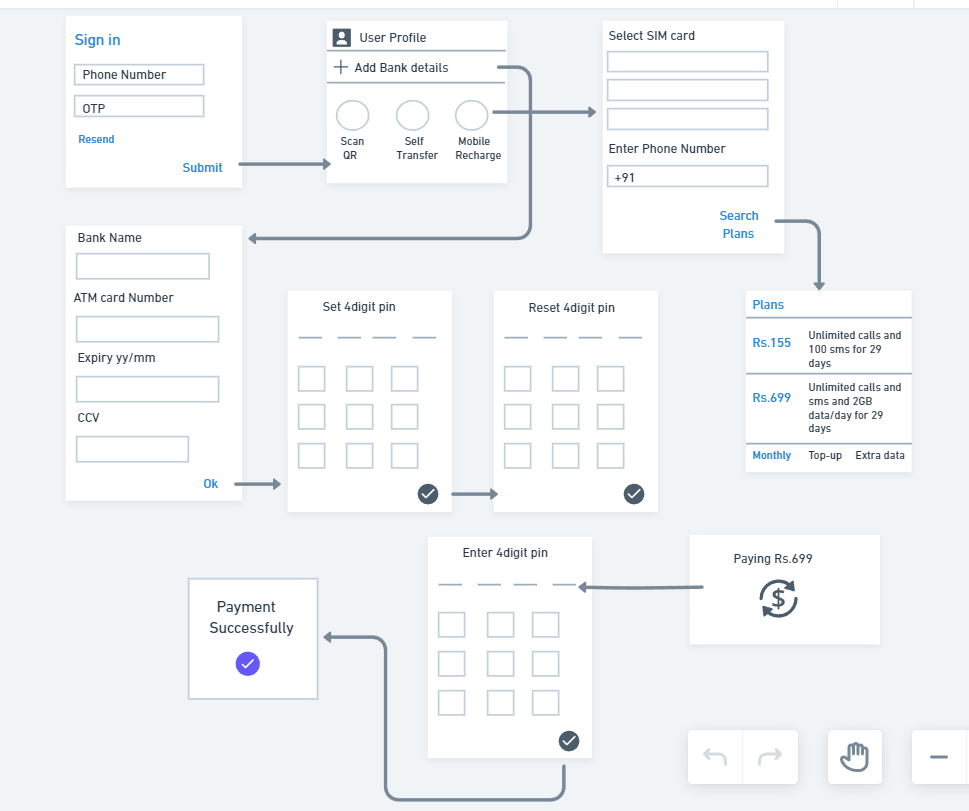 Sign in
Phone Number
OTP
Resend
Submit
User Profile
Add Bank details
Scan
QR
Self
Transfer
Mobile
Recharge
Select SIM card
Enter Phone Number
+91
Search
Plans
Bank Name
ATM card Number
Expiry yy/mm
CCV
Ok
Set 4digit pin
Reset 4digit pin
Plans
Rs.155
Unlimited calls and
100 sms for 29
days
Rs.699
Unlimited calls and
sms and 2GB
data/day for 29
days
Monthly Top-up Extra data
Paying Rs.699
$
Enter 4digit pin
Payment
Successfully